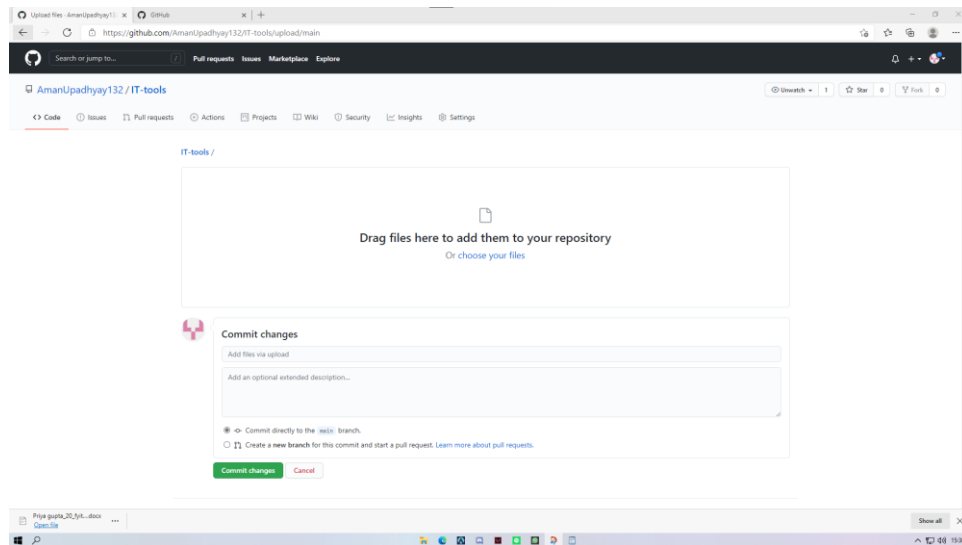 Upload files · AmanUpadhyay13
GitHub
https://github.com/AmanUpadhyay132/IT-tools/upload/main
Search or jump to...
/
Pull requests Issues Marketplace Explore
AmanUpadhyay132 / IT-tools
Unwatch 1 Star 0 Fork 0
Code Issues Pull requests Actions Projects Wiki Security Insights Settings
IT-tools /
Drag files here to add them to your repository
Or choose your files
Commit changes
Add files via upload
Add an optional extended description...
Commit directly to the main branch.
Create a new branch for this commit and start a pull request. Learn more about pull requests.
Commit changes Cancel
Priya gupta_20_fyit....docx
Open file
Show all